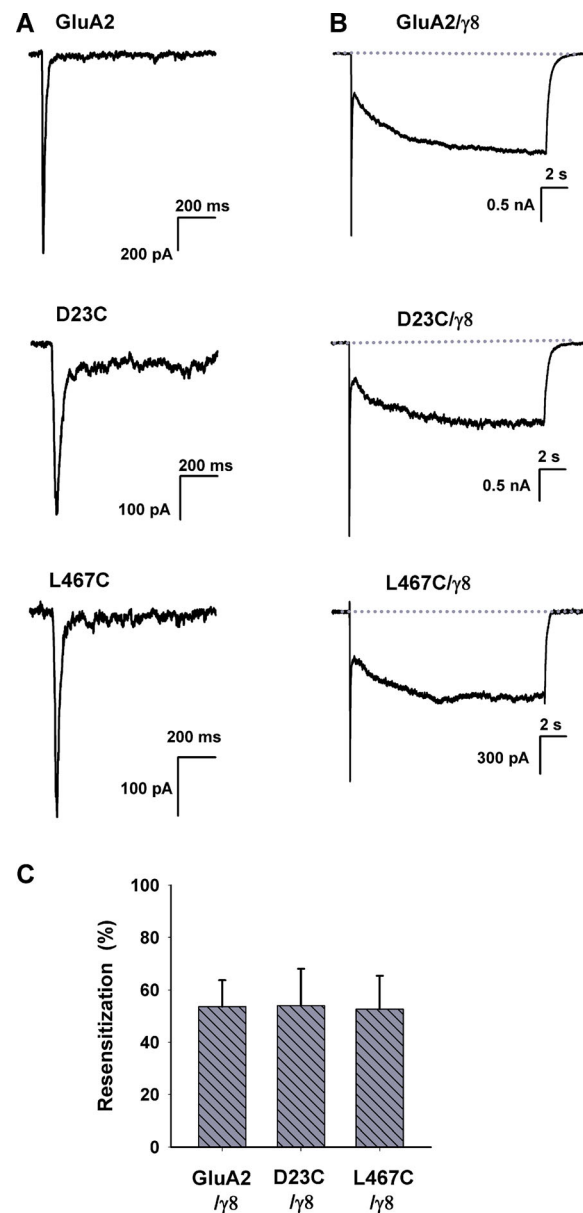 A
GluA2
200 ms
200 pA
D23C
200 ms
100 pA
L467C
200 ms
100 pA
B
GluA2/γ8
2 s
0.5 nA
D23C/γ8
2 s
0.5 nA
L467C/γ8
2 s
300 pA
C
Resensitization (%)
100
80
60
40
20
0
GluA2 D23C L467C
/γ8 /γ8 /γ8